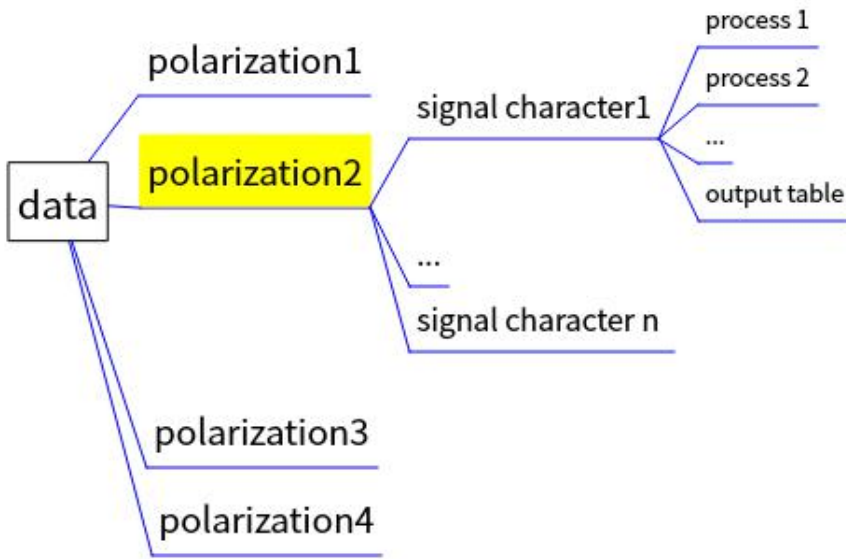 data
polarization1
polarization2
signal character1
process 1
process 2
...
output table
...
signal character n
polarization3
polarization4